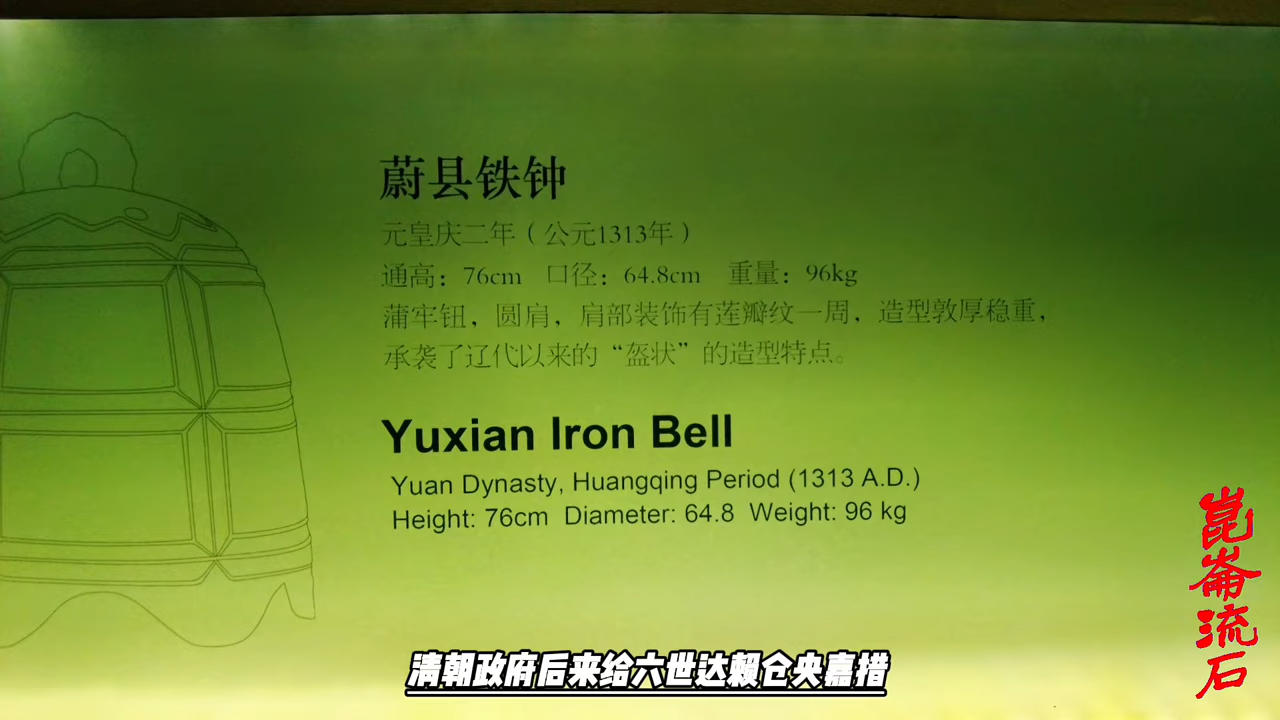 蔚县铁钟
元皇庆二年（公元1313年）
通高：76cm 口径：64.8cm 重量：96kg
蒲牢钮，圆肩，肩部装饰有莲瓣纹一周，造型敦厚稳重，
承袭了辽代以来的“盔状”的造型特点。
Yuxian Iron Bell
Yuan Dynasty, Huangqing Period (1313 A.D.)
Height: 76cm Diameter: 64.8 Weight: 96 kg
崑崙流石
清朝政府后来给六世达赖仓央嘉措